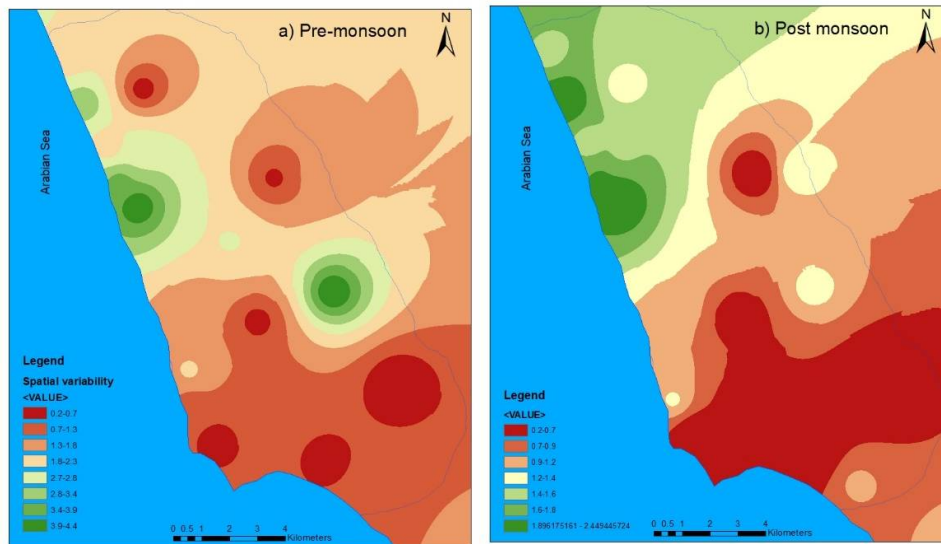 a) Pre-monsoon
N
Arabian Sea
Legend
Spatial variability
<VALUE>
0.2-0.7
0.7-1.3
1.3-1.8
1.8-2.3
2.7-2.8
2.8-3.4
3.4-3.9
3.9-4.4
0 0.5 1 2 3 4
Kilometers
b) Post monsoon
N
Arabian Sea
Legend
<VALUE>
0.2-0.7
0.7-0.9
0.9-1.2
1.2-1.4
1.4-1.6
1.6-1.8
1.896175161 - 2.449445724
0 0.5 1 2 3 4
Kilometers